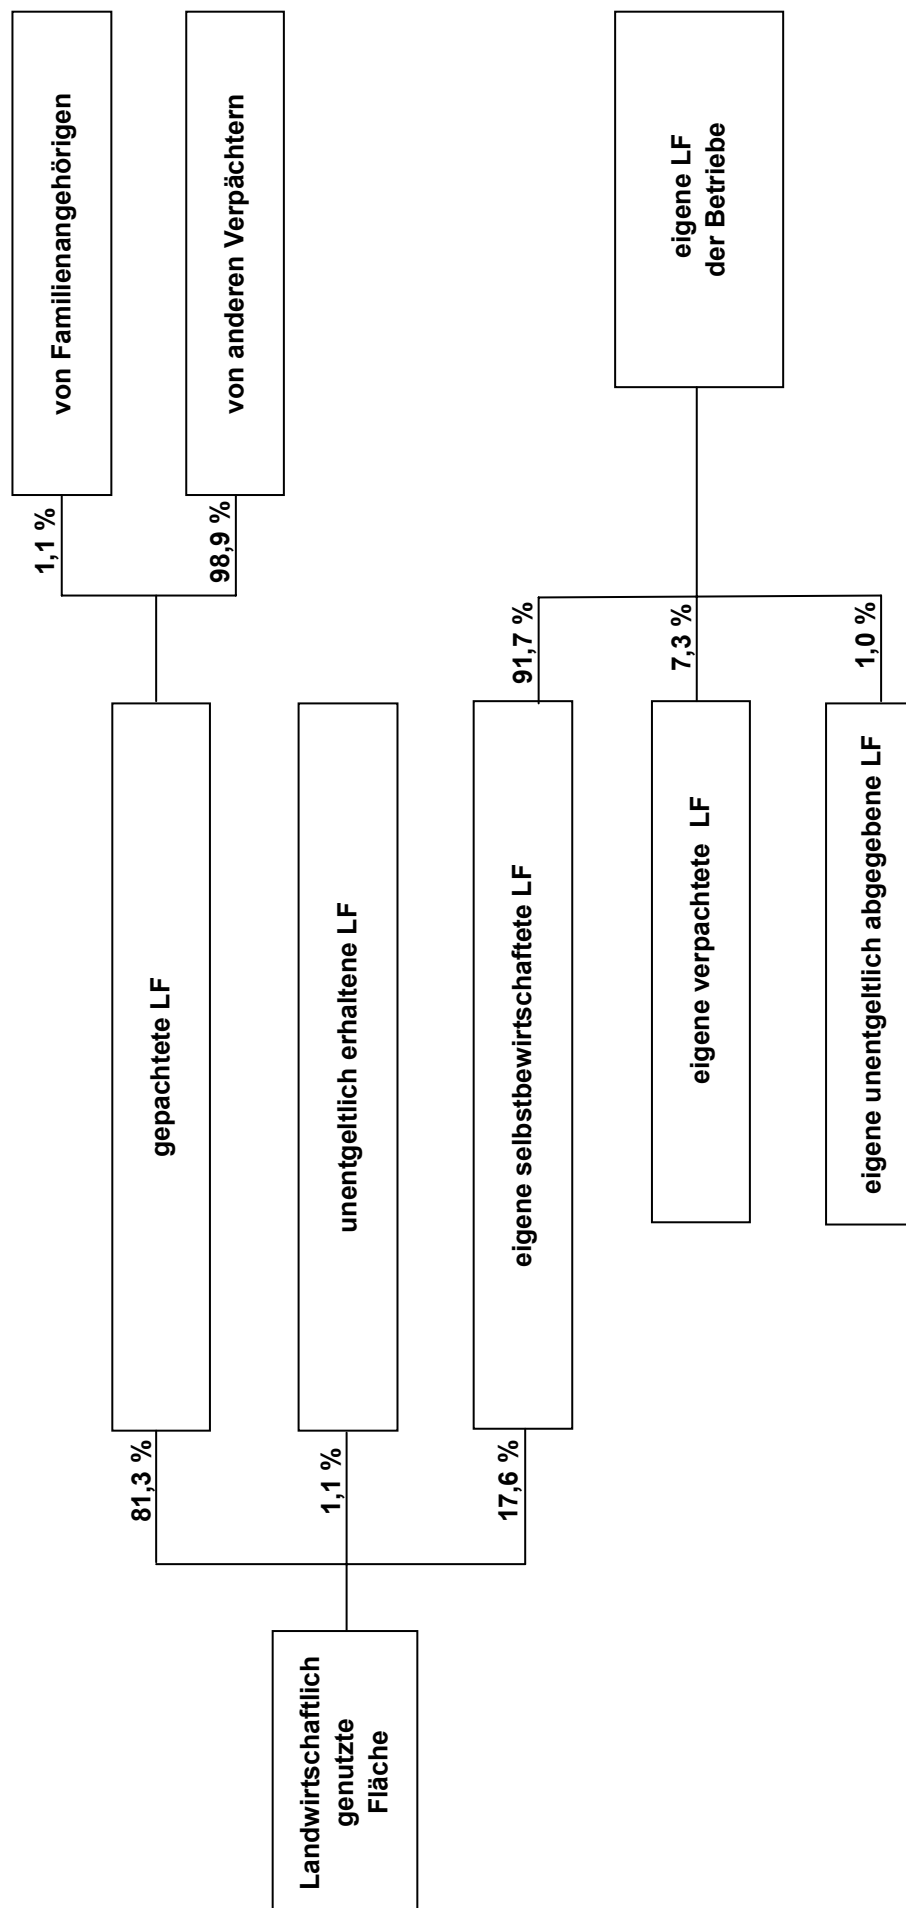 Landwirtschaftlich
genutzte
Fläche
81,3 %
1,1 %
17,6 %
gepachtete LF
unentgeltlich erhaltene LF
eigene selbstbewirtschaftete LF
eigene verpachtete LF
eigene unentgeltlich abgegebene LF
1,1 %
98,9 %
91,7 %
7,3 %
1,0 %
von Familienangehörigen
von anderen Verpächtern
eigene LF
der Betriebe